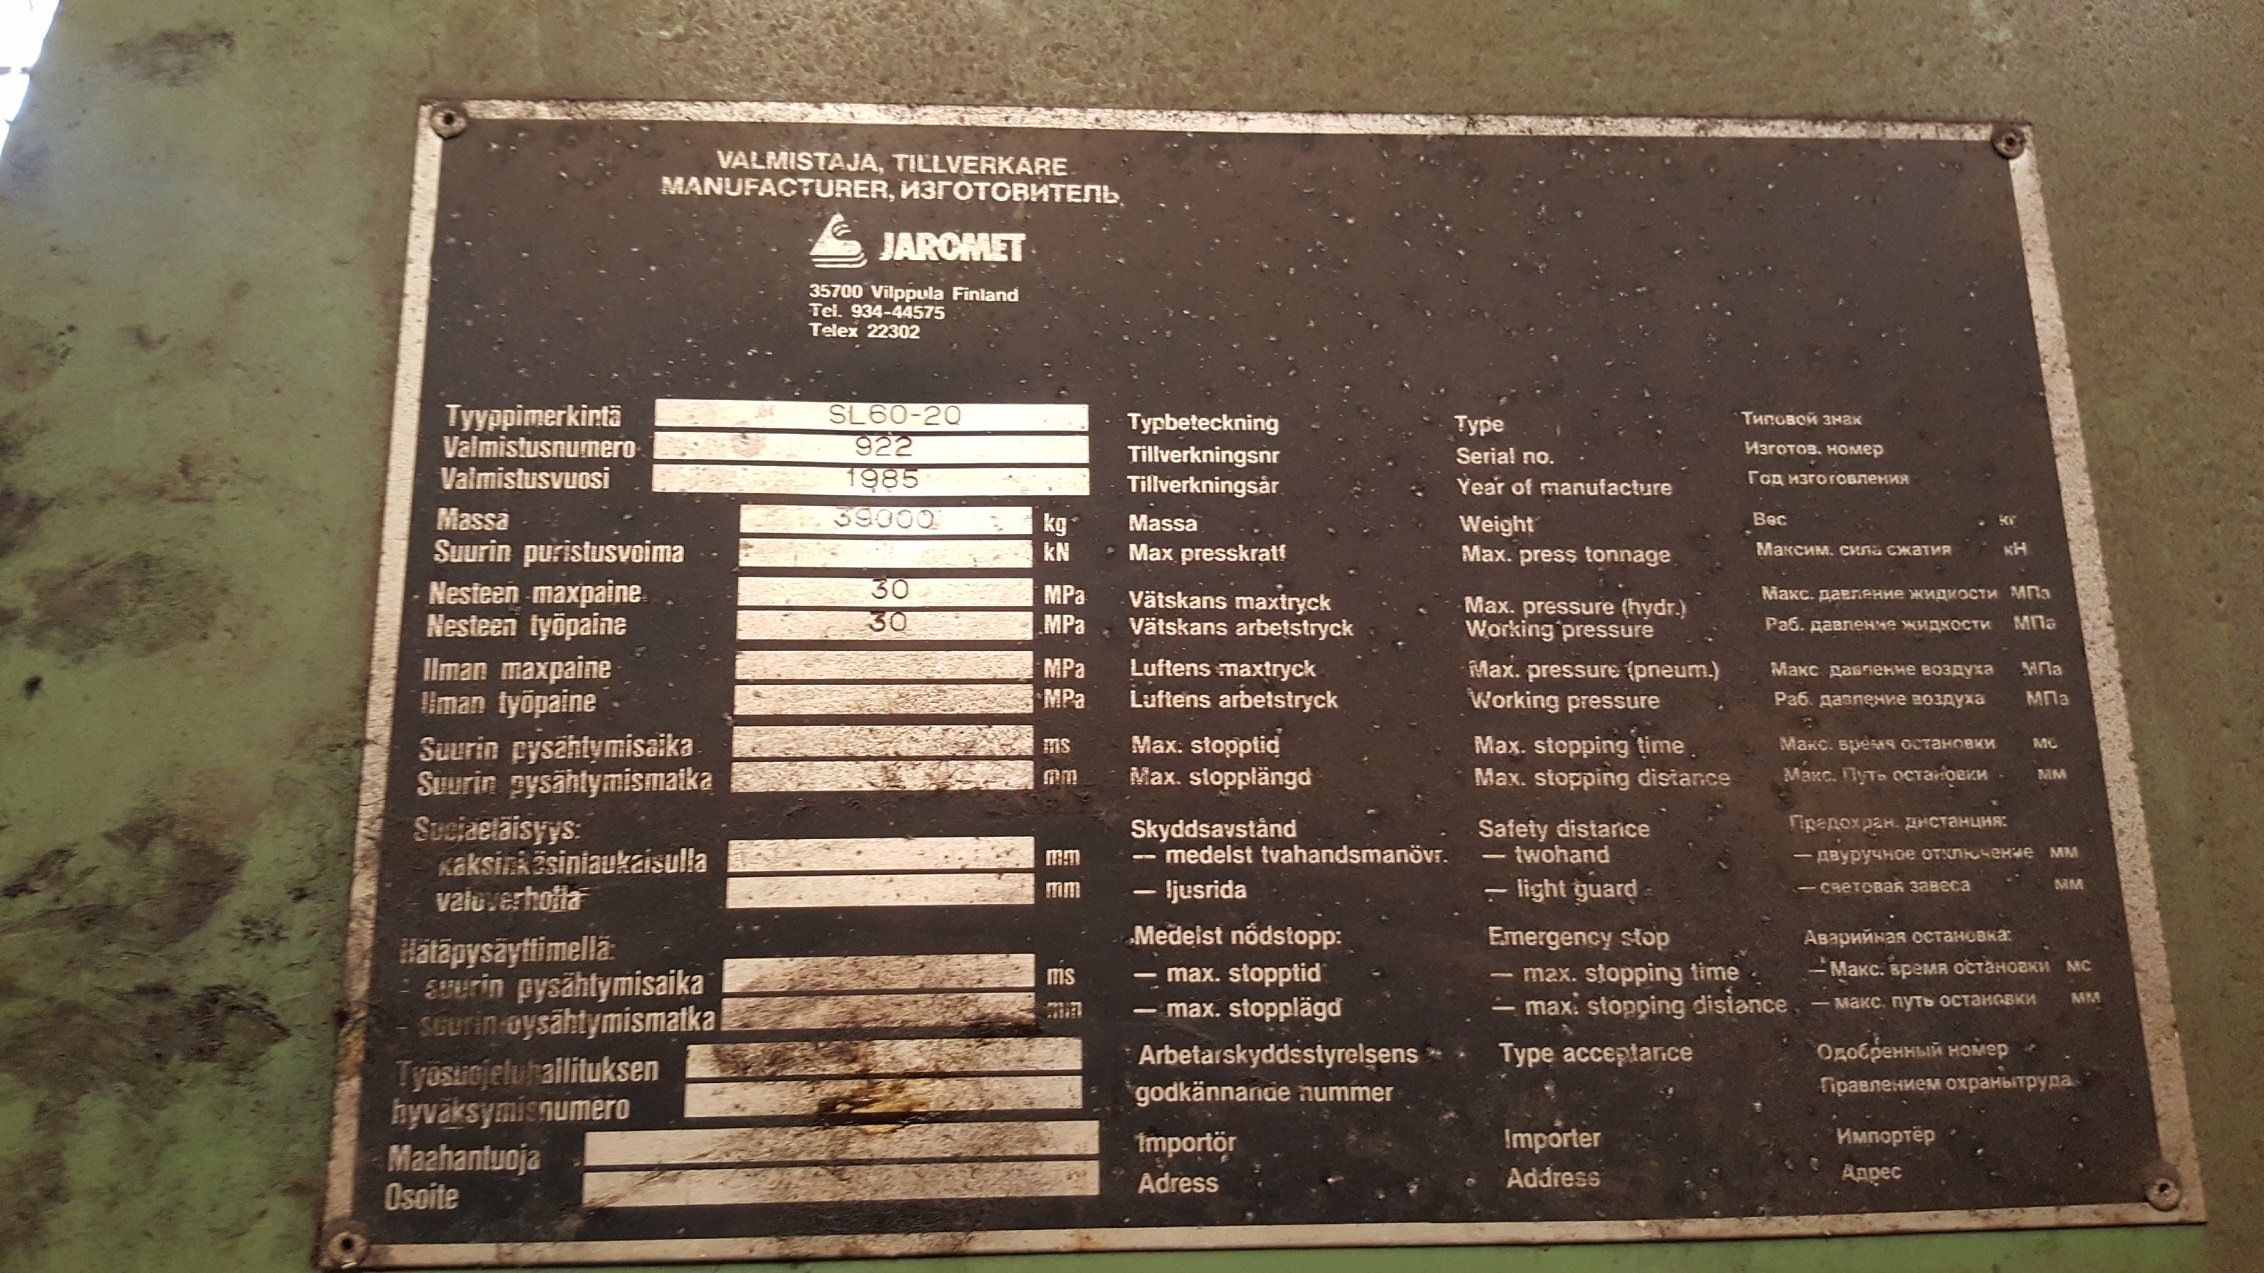 VALMISTAJA, TILLVERKARE
MANUFACTURER, ИЗГОТОВИТЕЛЬ
JAROMET
35700 Vilppula Finland
Tel. 934-44575
Telex 22302
Tyyppimerkintä SL60-20 Typbeteckning Type Типовой знак
Valmistusnumero 922 Tillverkningsnr Serial no. Изготов. номер
Valmistusvuosi 1985 Tillverkningsår Year of manufacture Год изготовления
Massa 39000 kg Massa Weight Вес кг
Suurin puristusvoima kN Max presskratf Max. press tonnage Максим. сила сжатия кН
Nesteen maxpaine 30 MPa Vätskans maxtryck Max. pressure (hydr.) Макс. давление жидкости МПа
Nesteen työpaine 30 MPa Vätskans arbetstryck Working pressure Раб. давление жидкости МПа
Ilman maxpaine MPa Luftens maxtryck Max. pressure (pneum.) Макс давление воздуха МПа
Ilman työpaine MPa Luftens arbetstryck Working pressure Раб. давление воздуха МПа
Suurin pysähtymisaika ms Max. stopptid Max. stopping time Макс. время остановки мс
Suurin pysähtymismatka mm Max. stopplängd Max. stopping distance Макс. Путь остановки мм
Suojaetäisyys: Skyddsavstånd Safety distance Предохран. дистанция:
kaksinkäsinlaukaisulla mm — medelst tvahandsmanövr. — twohand — двуручное отключение мм
valoverholla mm — ljusrida — light guard — световая завеса мм
Hätäpysäyttimellä: Medelst nödstopp: Emergency stop Аварийная остановка:
- suurin pysähtymisaika ms — max. stopptid — max. stopping time — Макс. время остановки мс
- suurin pysähtymismatka mm — max. stopplägd — max. stopping distance — макс. путь остановки мм
Työsuojeluhallituksen Arbetarskyddsstyrelsens Type acceptance Одобренный номер
hyväksymisnumero godkännande nummer Правлением охраны труда
Maahantuoja Importör Importer Импортёр
Osoite Adress Address Адрес